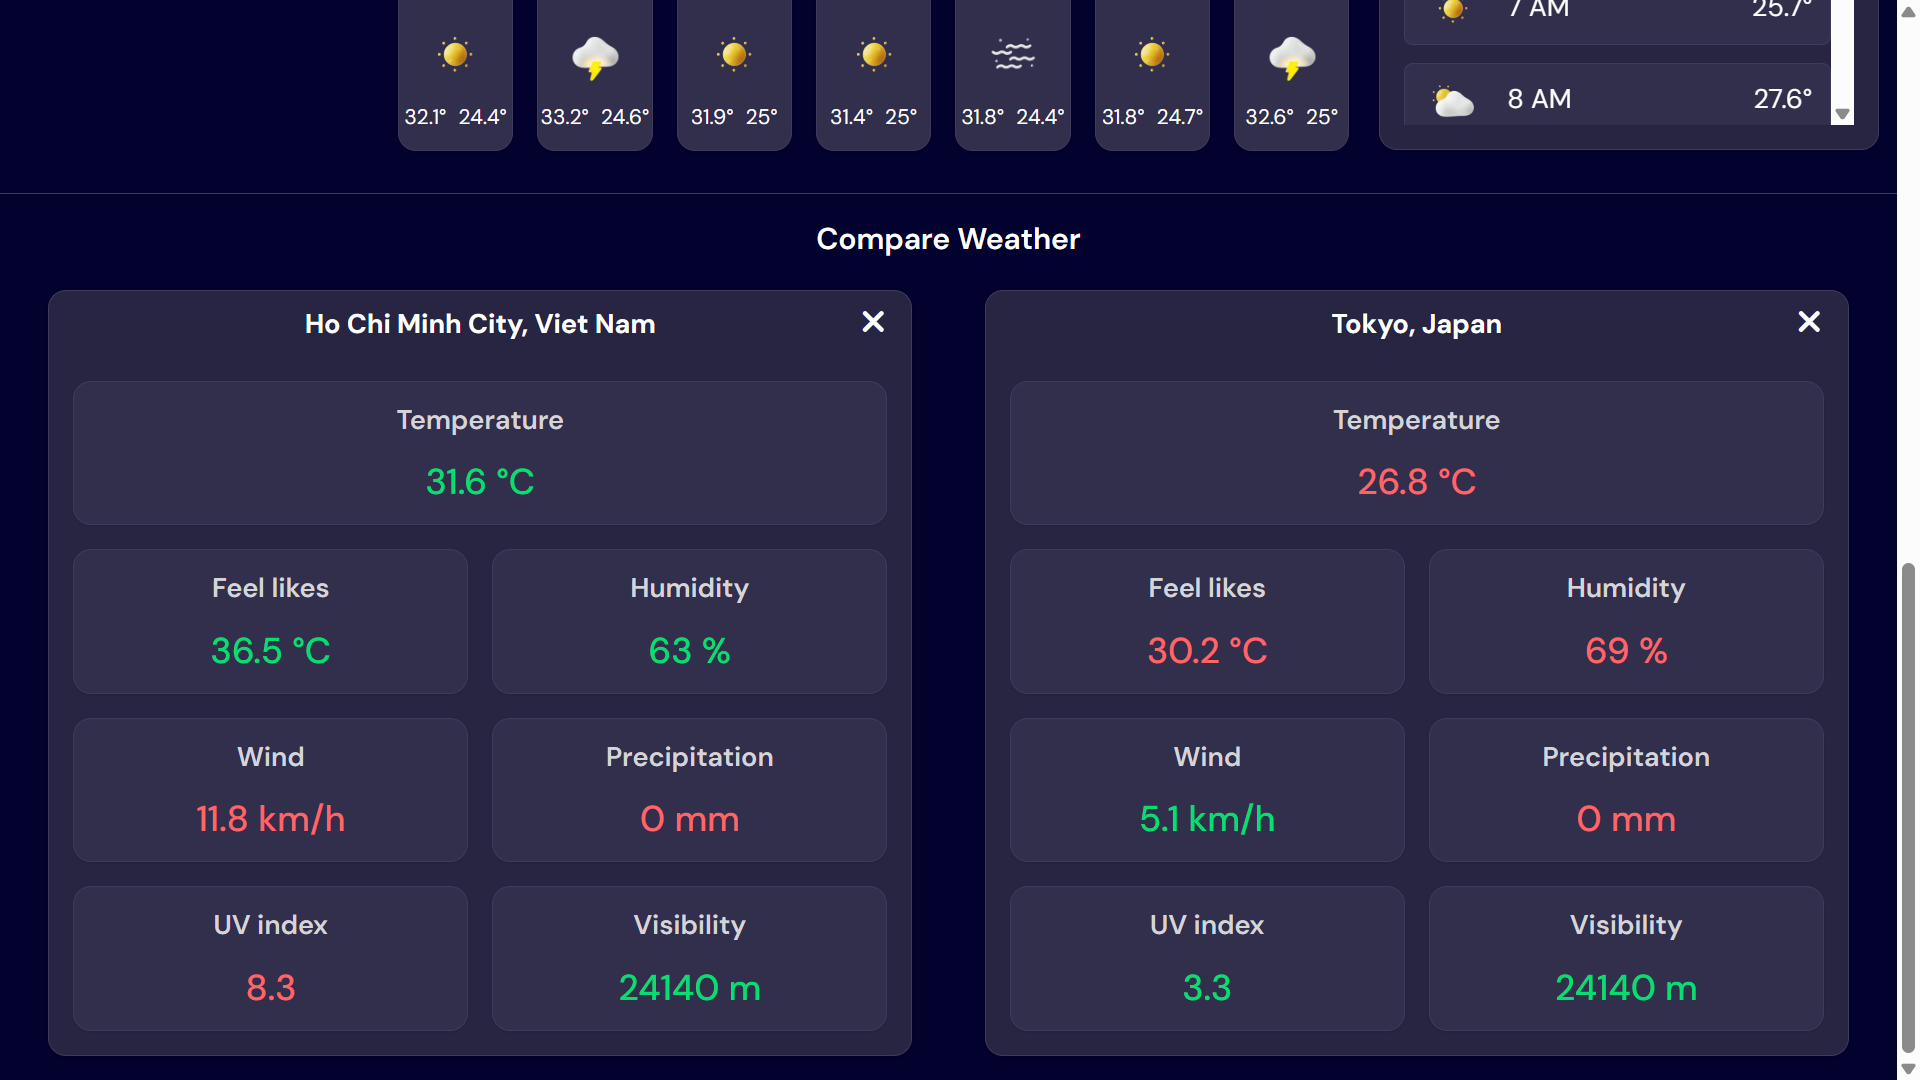 7 AM 25.7°
8 AM 27.6°
32.1° 24.4° 33.2° 24.6° 31.9° 25° 31.4° 25° 31.8° 24.4° 31.8° 24.7° 32.6° 25°
Compare Weather
Ho Chi Minh City, Viet Nam
Temperature
31.6 °C
Feel likes Humidity
36.5 °C 63 %
Wind Precipitation
11.8 km/h 0 mm
UV index Visibility
8.3 24140 m
Tokyo, Japan
Temperature
26.8 °C
Feel likes Humidity
30.2 °C 69 %
Wind Precipitation
5.1 km/h 0 mm
UV index Visibility
3.3 24140 m